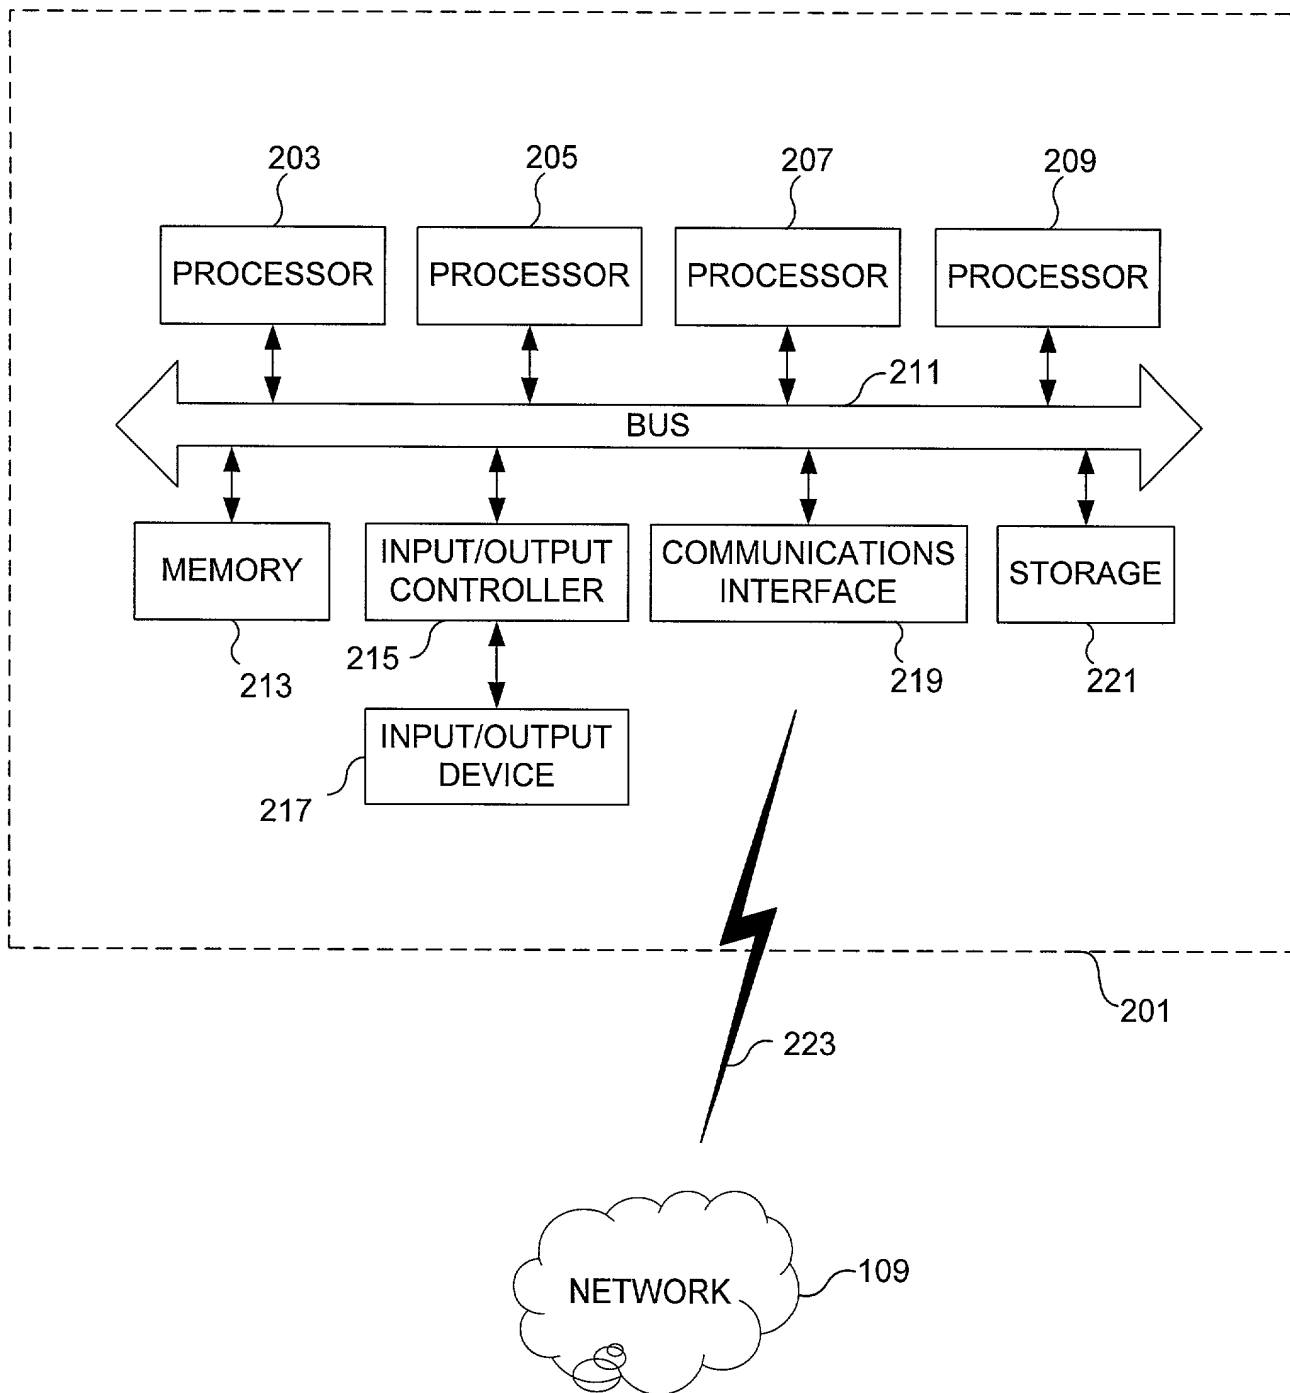 203
205
207
209
PROCESSOR
PROCESSOR
PROCESSOR
PROCESSOR
211
BUS
MEMORY
INPUT/OUTPUT
CONTROLLER
COMMUNICATIONS
INTERFACE
STORAGE
213
215
219
221
INPUT/OUTPUT
DEVICE
217
201
223
NETWORK
109